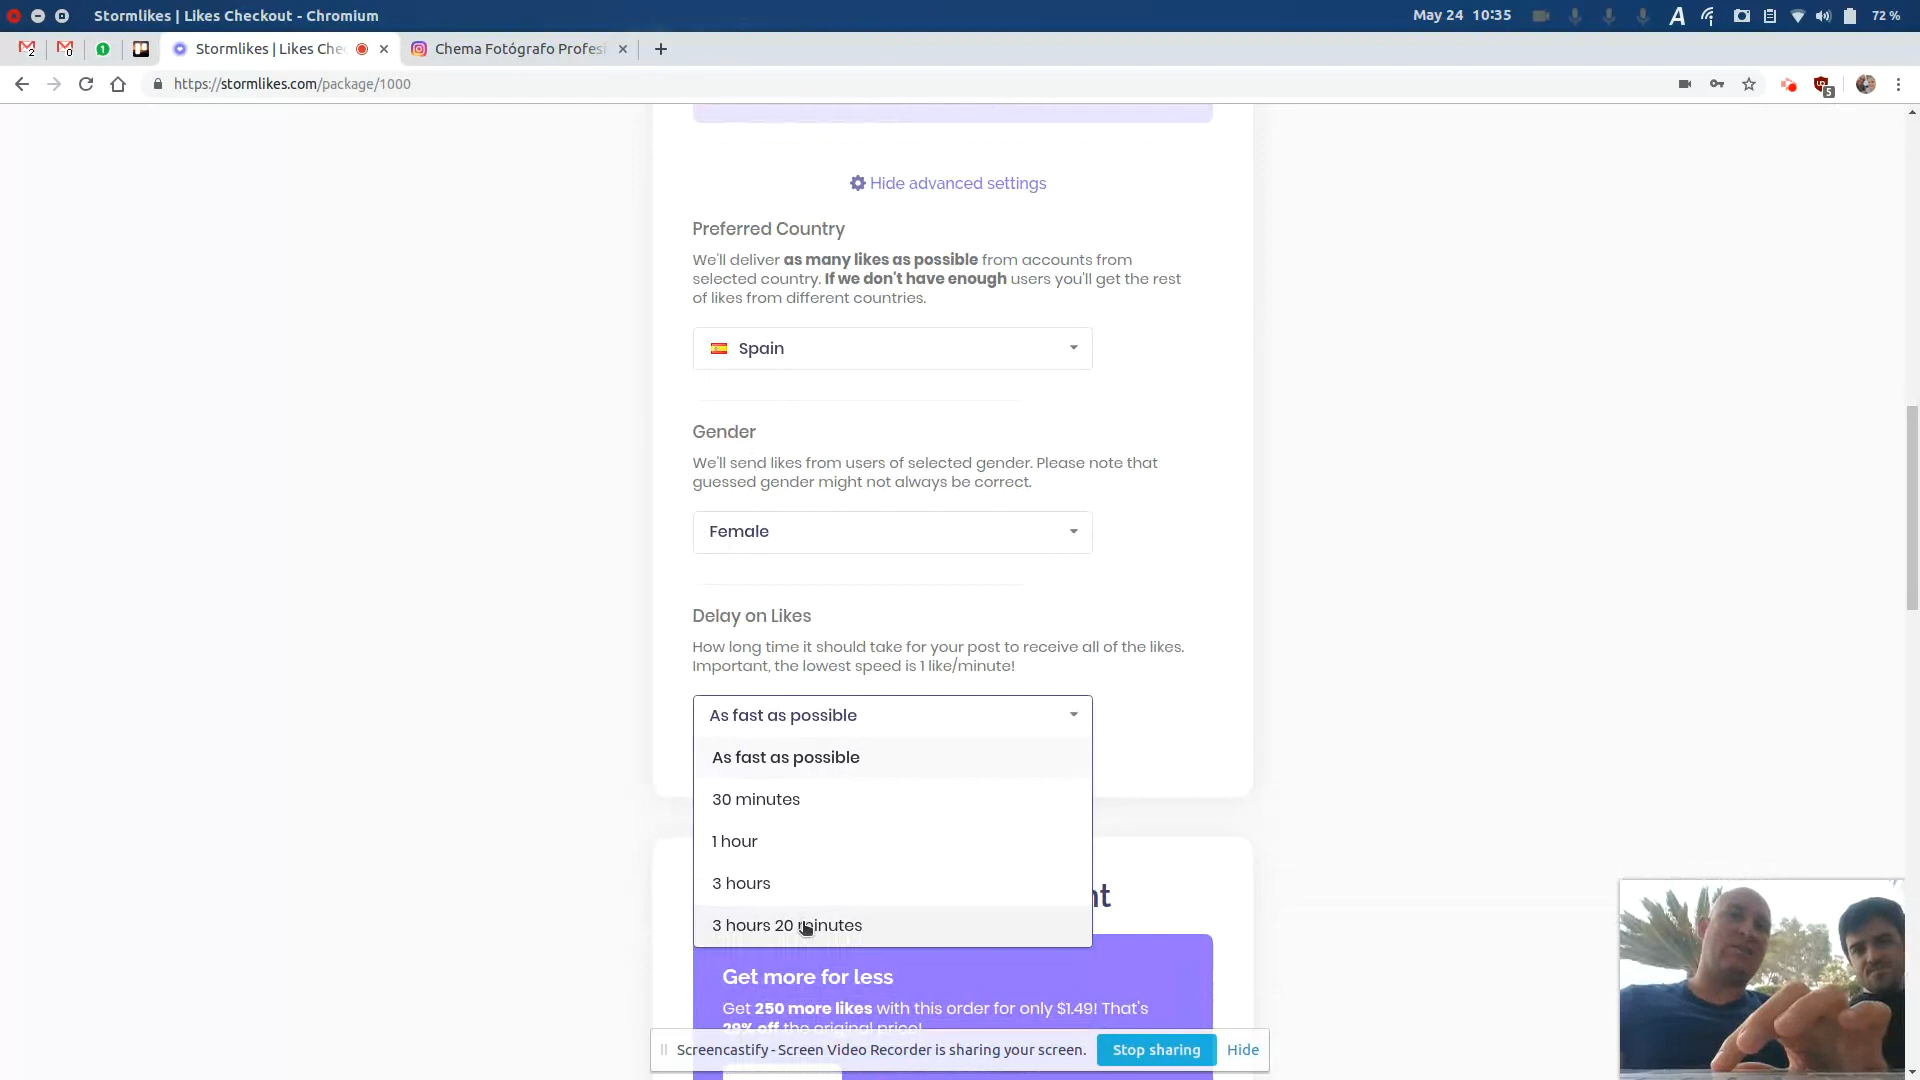 Stormlikes | Likes Checkout - Chromium
May 24 10:35
72 %
2
0
1
Stormlikes | Likes Che
Chema Fotógrafo Profesi
https://stormlikes.com/package/1000
5
Hide advanced settings
Preferred Country
We'll deliver as many likes as possible from accounts from
selected country. If we don't have enough users you'll get the rest
of likes from different countries.
Spain
Gender
We'll send likes from users of selected gender. Please note that
guessed gender might not always be correct.
Female
Delay on Likes
How long time it should take for your post to receive all of the likes.
Important, the lowest speed is 1 like/minute!
As fast as possible
As fast as possible
30 minutes
1 hour
3 hours
nt
3 hours 20 minutes
Get more for less
Get 250 more likes with this order for only $1.49! That's
29% off the original price!
Screencastify - Screen Video Recorder is sharing your screen.
Stop sharing
Hide